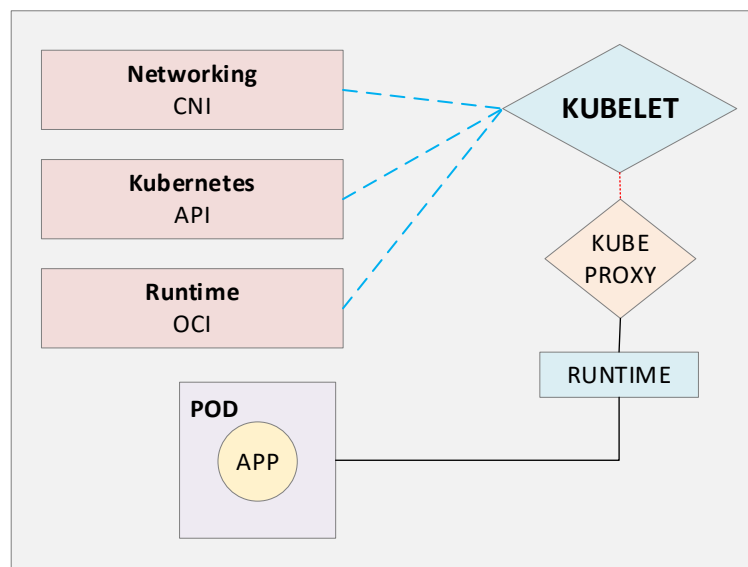 Networking
CNI
Kubernetes
API
Runtime
OCI
KUBELET
KUBE
PROXY
RUNTIME
POD
APP